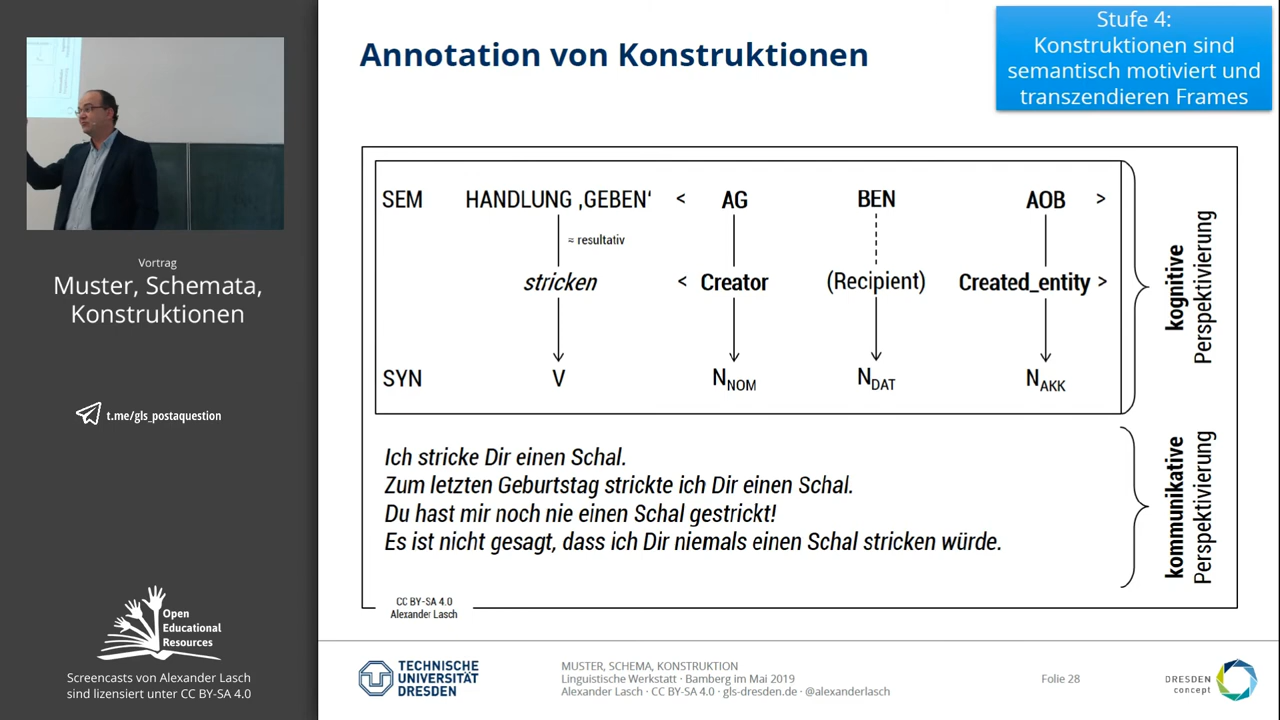 Vortrag
Muster, Schemata,
Konstruktionen
t.me/gls_postaquestion
Open
Educational
Resources
Screencasts von Alexander Lasch
sind lizensiert unter CC BY-SA 4.0
Annotation von Konstruktionen
Stufe 4:
Konstruktionen sind
semantisch motiviert und
transzendieren Frames
SEM HANDLUNG ‚GEBEN‘ < AG BEN AOB >
≈ resultativ
stricken < Creator (Recipient) Created_entity >
SYN V N_NOM N_DAT N_AKK
kognitive
Perspektivierung
Ich stricke Dir einen Schal.
Zum letzten Geburtstag strickte ich Dir einen Schal.
Du hast mir noch nie einen Schal gestrickt!
Es ist nicht gesagt, dass ich Dir niemals einen Schal stricken würde.
kommunikative
Perspektivierung
CC BY-SA 4.0
Alexander Lasch
TECHNISCHE
UNIVERSITÄT
DRESDEN
MUSTER, SCHEMA, KONSTRUKTION
Linguistische Werkstatt · Bamberg im Mai 2019
Alexander Lasch · CC BY-SA 4.0 · gls-dresden.de · @alexanderlasch
Folie 28
DRESDEN
concept